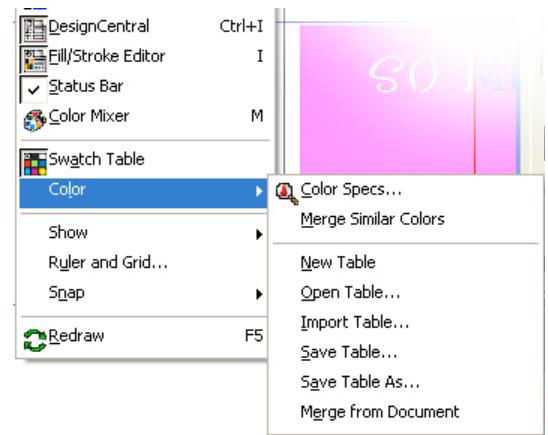 DesignCentral Ctrl+I
Fill/Stroke Editor I
Status Bar
Color Mixer M
Swatch Table
Color
Show
Ruler and Grid...
Snap
Redraw F5
SO
Color Specs...
Merge Similar Colors
New Table
Open Table...
Import Table...
Save Table...
Save Table As...
Merge from Document